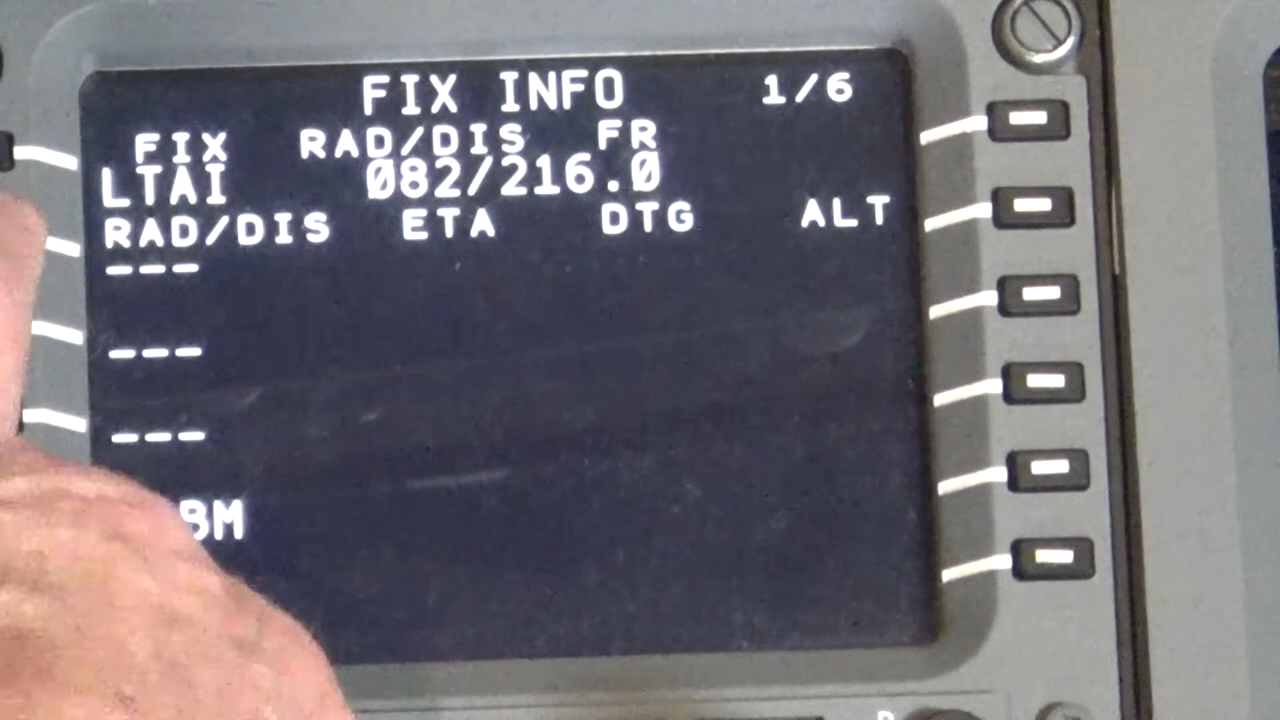 FIX INFO 1/6
FIX RAD/DIS FR
LTAI 082/216.0
RAD/DIS ETA DTG ALT
---
---
---